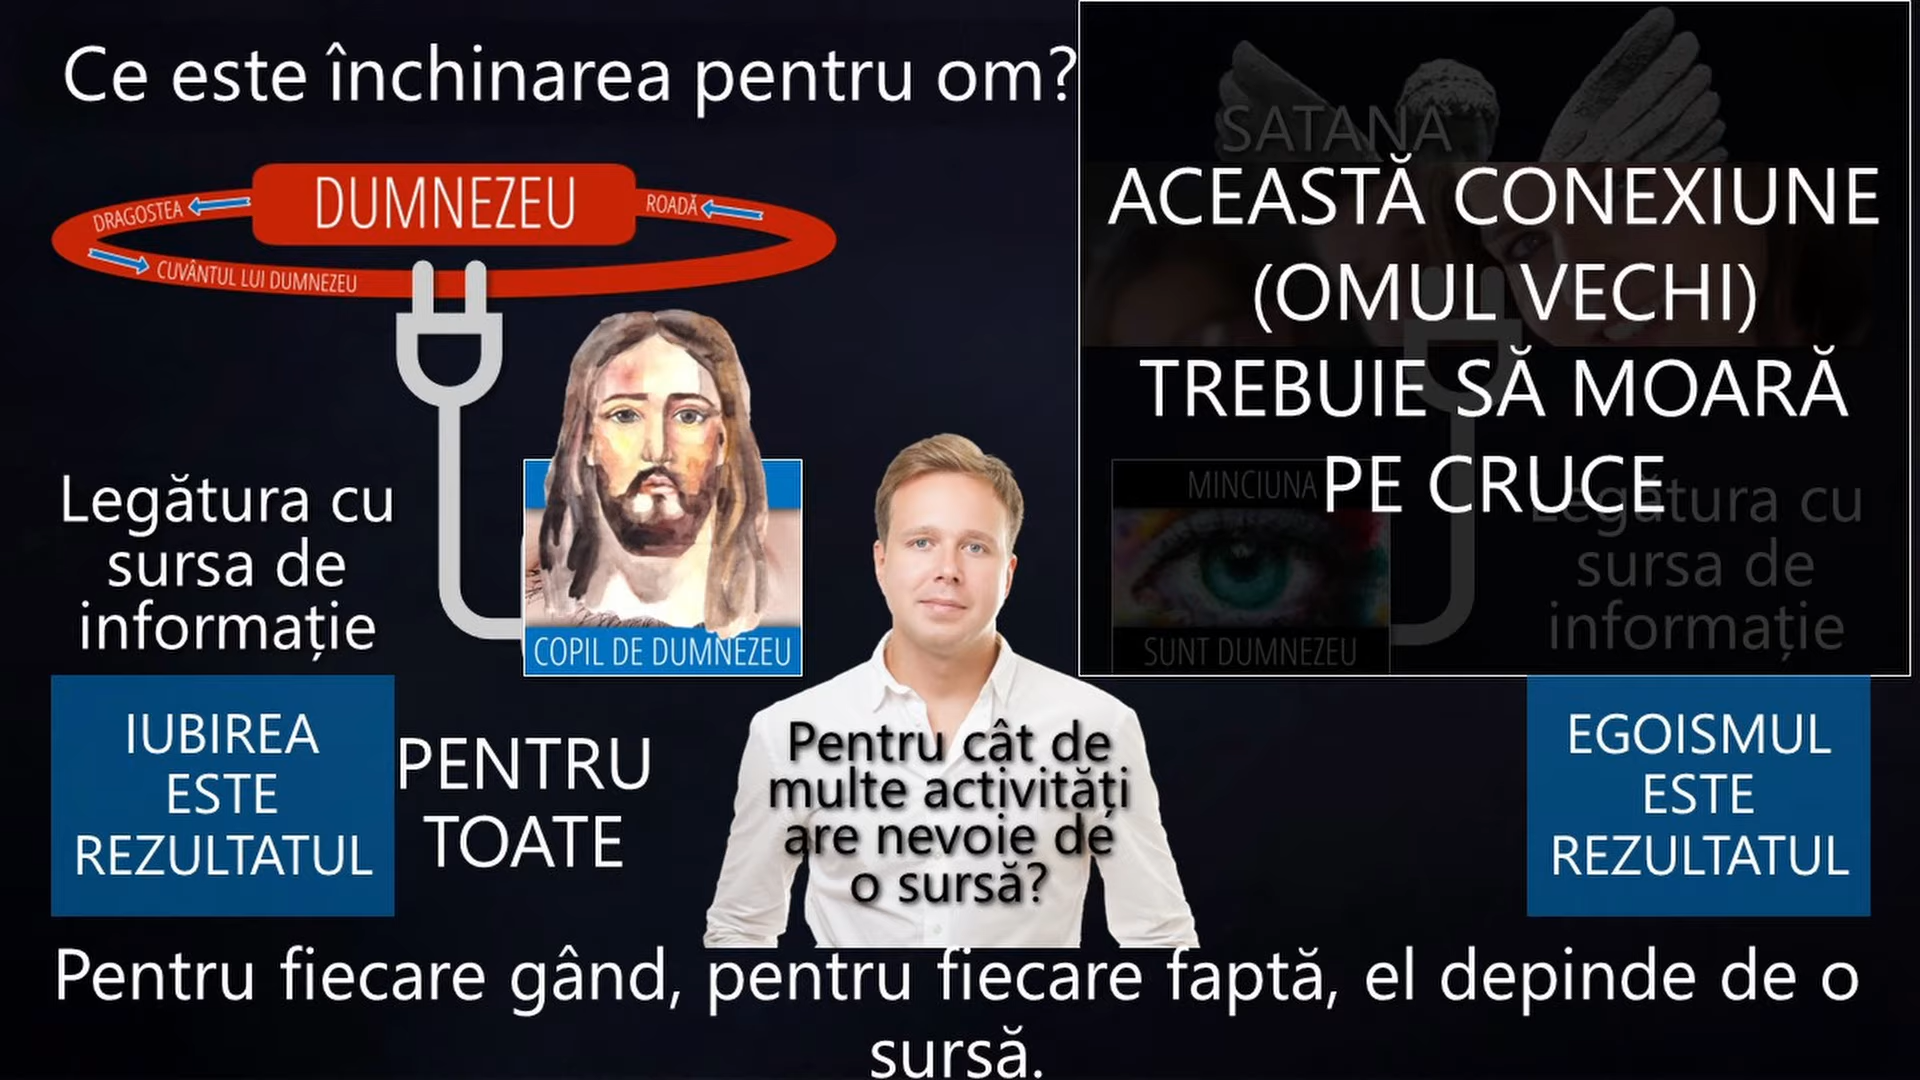 Ce este închinarea pentru om?
DUMNEZEU
DRAGOSTEA
ROADĂ
CUVÂNTUL LUI DUMNEZEU
Legătura cu
sursa de
informație
COPIL DE DUMNEZEU
SATANA
ACEASTĂ CONEXIUNE
(OMUL VECHI)
TREBUIE SĂ MOARĂ
PE CRUCE
MINCIUNA
SUNT DUMNEZEU
Legătura cu
sursa de
informație
IUBIREA
ESTE
REZULTATUL
PENTRU
TOATE
Pentru cât de
multe activități
are nevoie de
o sursă?
EGOISMUL
ESTE
REZULTATUL
Pentru fiecare gând, pentru fiecare faptă, el depinde de o
sursă.